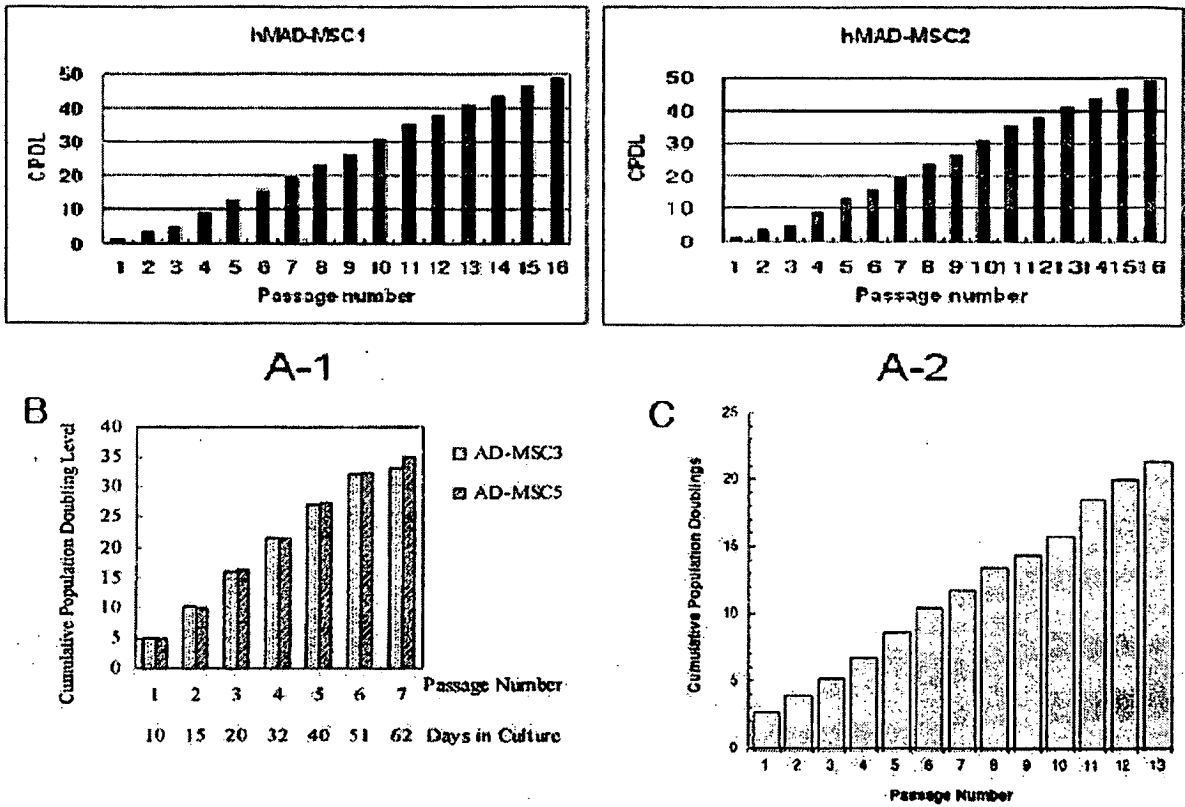 hMAD-MSC1
CPDL
50
40
30
20
10
0
1 2 3 4 5 6 7 8 9 10 11 12 13 14 15 16
Passage number
A-1
hMAD-MSC2
CPDL
50
40
30
20
10
0
1 2 3 4 5 6 7 8 9 10 11 12 13 14 15 16
Passage number
A-2
B
Cumulative Population Doubling Level
40
35
30
25
20
15
10
5
0
AD-MSC3
AD-MSC5
1 2 3 4 5 6 7 Passage Number
10 15 20 32 40 51 62 Days in Culture
C
Cumulative Population Doublings
25
20
15
10
5
0
1 2 3 4 5 6 7 8 9 10 11 12 13
Passage Number